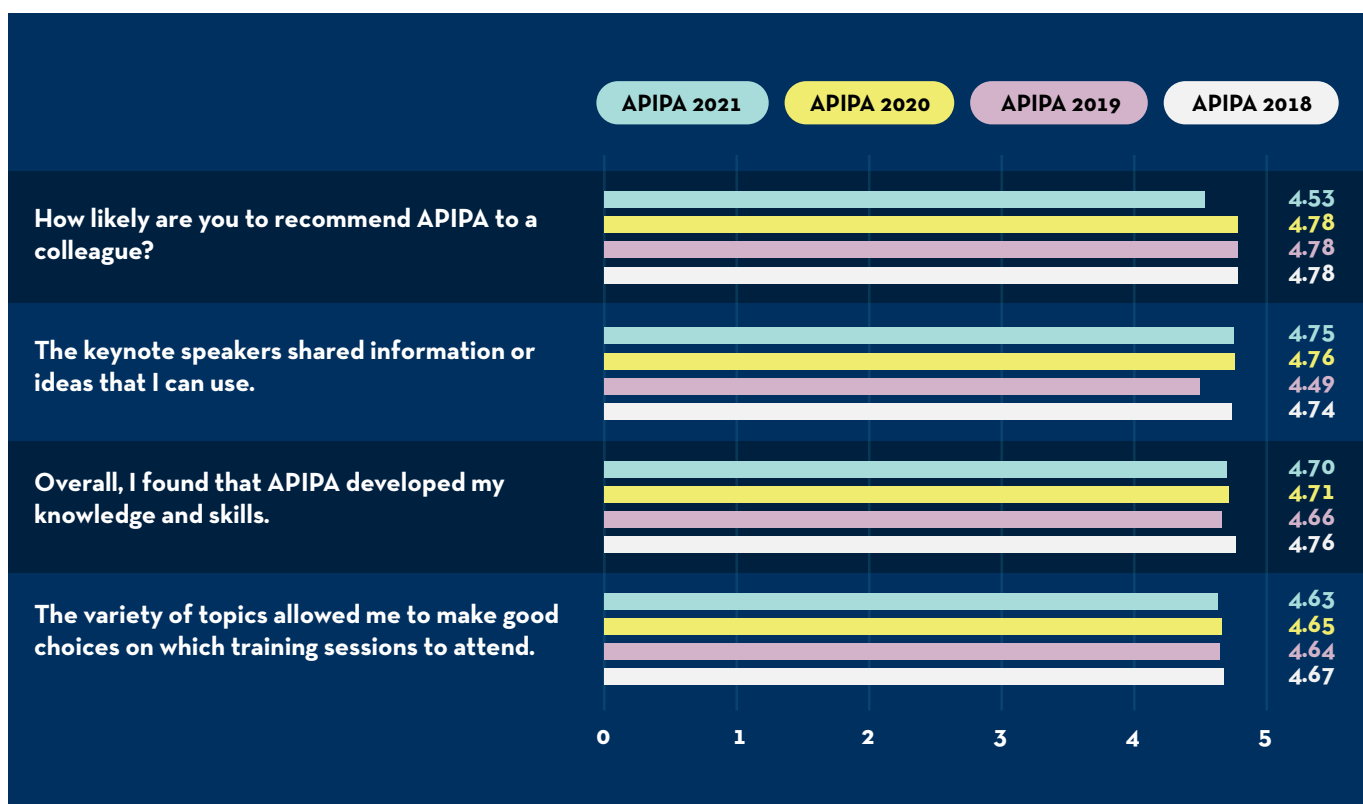 APIPA 2021 APIPA 2020 APIPA 2019 APIPA 2018
How likely are you to recommend APIPA to a
colleague?
4.53
4.78
4.78
4.78
The keynote speakers shared information or
ideas that I can use.
4.75
4.76
4.49
4.74
Overall, I found that APIPA developed my
knowledge and skills.
4.70
4.71
4.66
4.76
The variety of topics allowed me to make good
choices on which training sessions to attend.
4.63
4.65
4.64
4.67
0 1 2 3 4 5